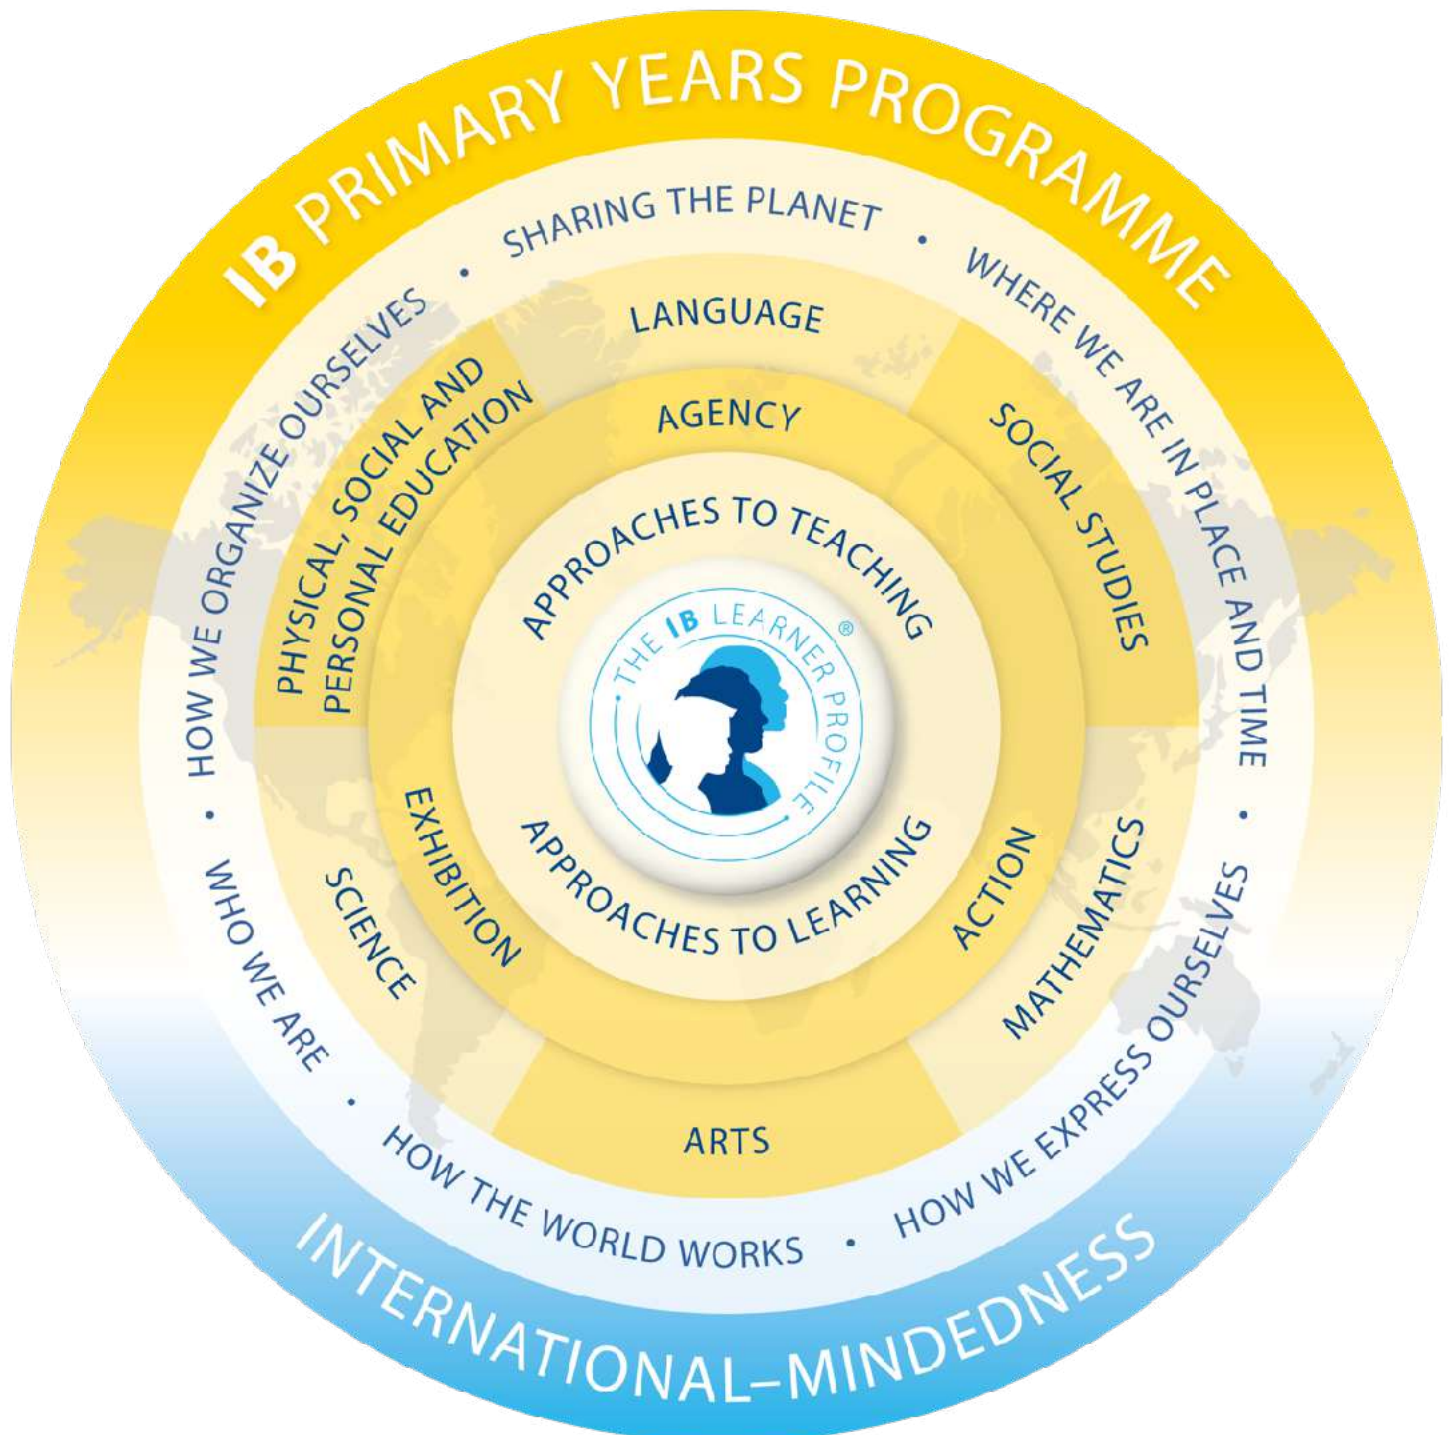 IB PRIMARY YEARS PROGRAMME
SHARING THE PLANET
•
WHERE WE ARE IN PLACE AND TIME
•
HOW WE EXPRESS OURSELVES
•
HOW THE WORLD WORKS
•
WHO WE ARE
•
HOW WE ORGANIZE OURSELVES
•
LANGUAGE
SOCIAL STUDIES
MATHEMATICS
ARTS
SCIENCE
PHYSICAL, SOCIAL AND
PERSONAL EDUCATION
AGENCY
ACTION
EXHIBITION
APPROACHES TO TEACHING
• THE IB LEARNER PROFILE •
®
APPROACHES TO LEARNING
INTERNATIONAL–MINDEDNESS